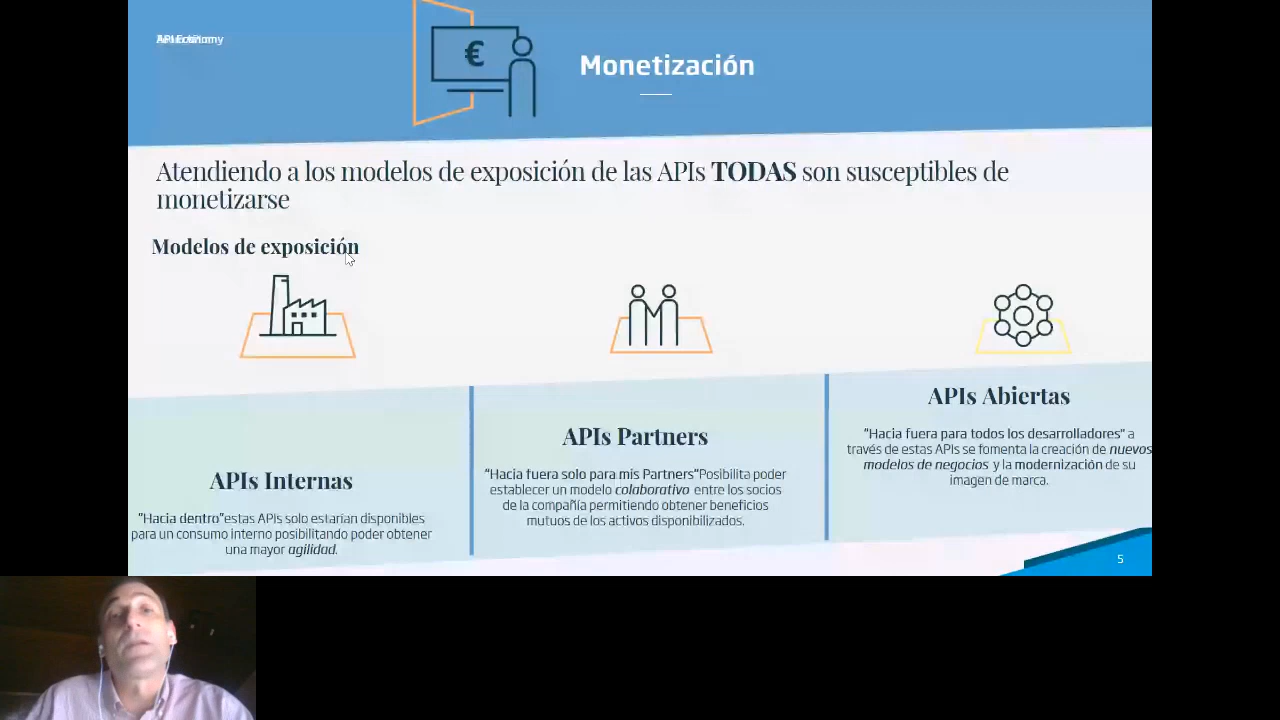 API Economy
€
Monetización
Atendiendo a los modelos de exposición de las APIs TODAS son susceptibles de
monetizarse
Modelos de exposición
APIs Internas
"Hacia dentro"estas APIs solo estarían disponibles
para un consumo interno posibilitando poder obtener
una mayor agilidad.
APIs Partners
"Hacia fuera solo para mis Partners"Posibilita poder
establecer un modelo colaborativo entre los socios
de la compañía permitiendo obtener beneficios
mutuos de los activos disponibilizados.
APIs Abiertas
"Hacia fuera para todos los desarrolladores" a
través de estas APIs se fomenta la creación de nuevos
modelos de negocios y la modernización de su
imagen de marca.
5